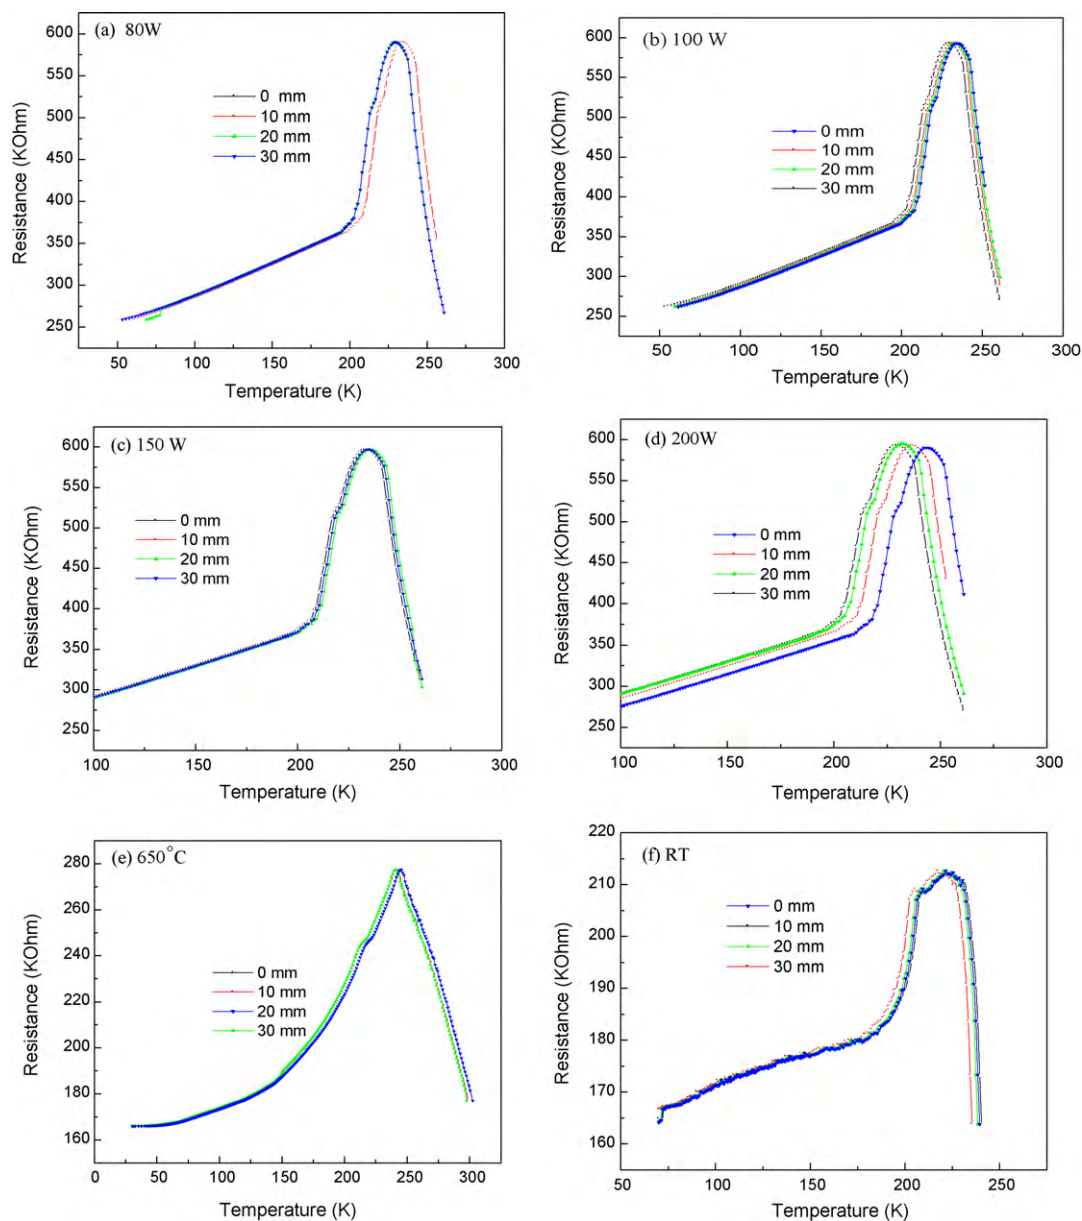 (a) 80W
600
550
500
450
400
350
300
250
Resistance (KOhm)
0 mm
10 mm
20 mm
30 mm
50 100 150 200 250 300
Temperature (K)
(b) 100 W
600
550
500
450
400
350
300
250
Resistance (KOhm)
0 mm
10 mm
20 mm
30 mm
50 100 150 200 250 300
Temperature (K)
(c) 150 W
600
550
500
450
400
350
300
250
Resistance (KOhm)
0 mm
10 mm
20 mm
30 mm
100 150 200 250 300
Temperature (K)
(d) 200W
600
550
500
450
400
350
300
250
Resistance (KOhm)
0 mm
10 mm
20 mm
30 mm
100 150 200 250 300
Temperature (K)
(e) 650°C
280
260
240
220
200
180
160
Resistance (KOhm)
0 mm
10 mm
20 mm
30 mm
0 50 100 150 200 250 300
Temperature (K)
(f) RT
220
210
200
190
180
170
160
Resistance (KOhm)
0 mm
10 mm
20 mm
30 mm
50 100 150 200 250
Temperature (K)